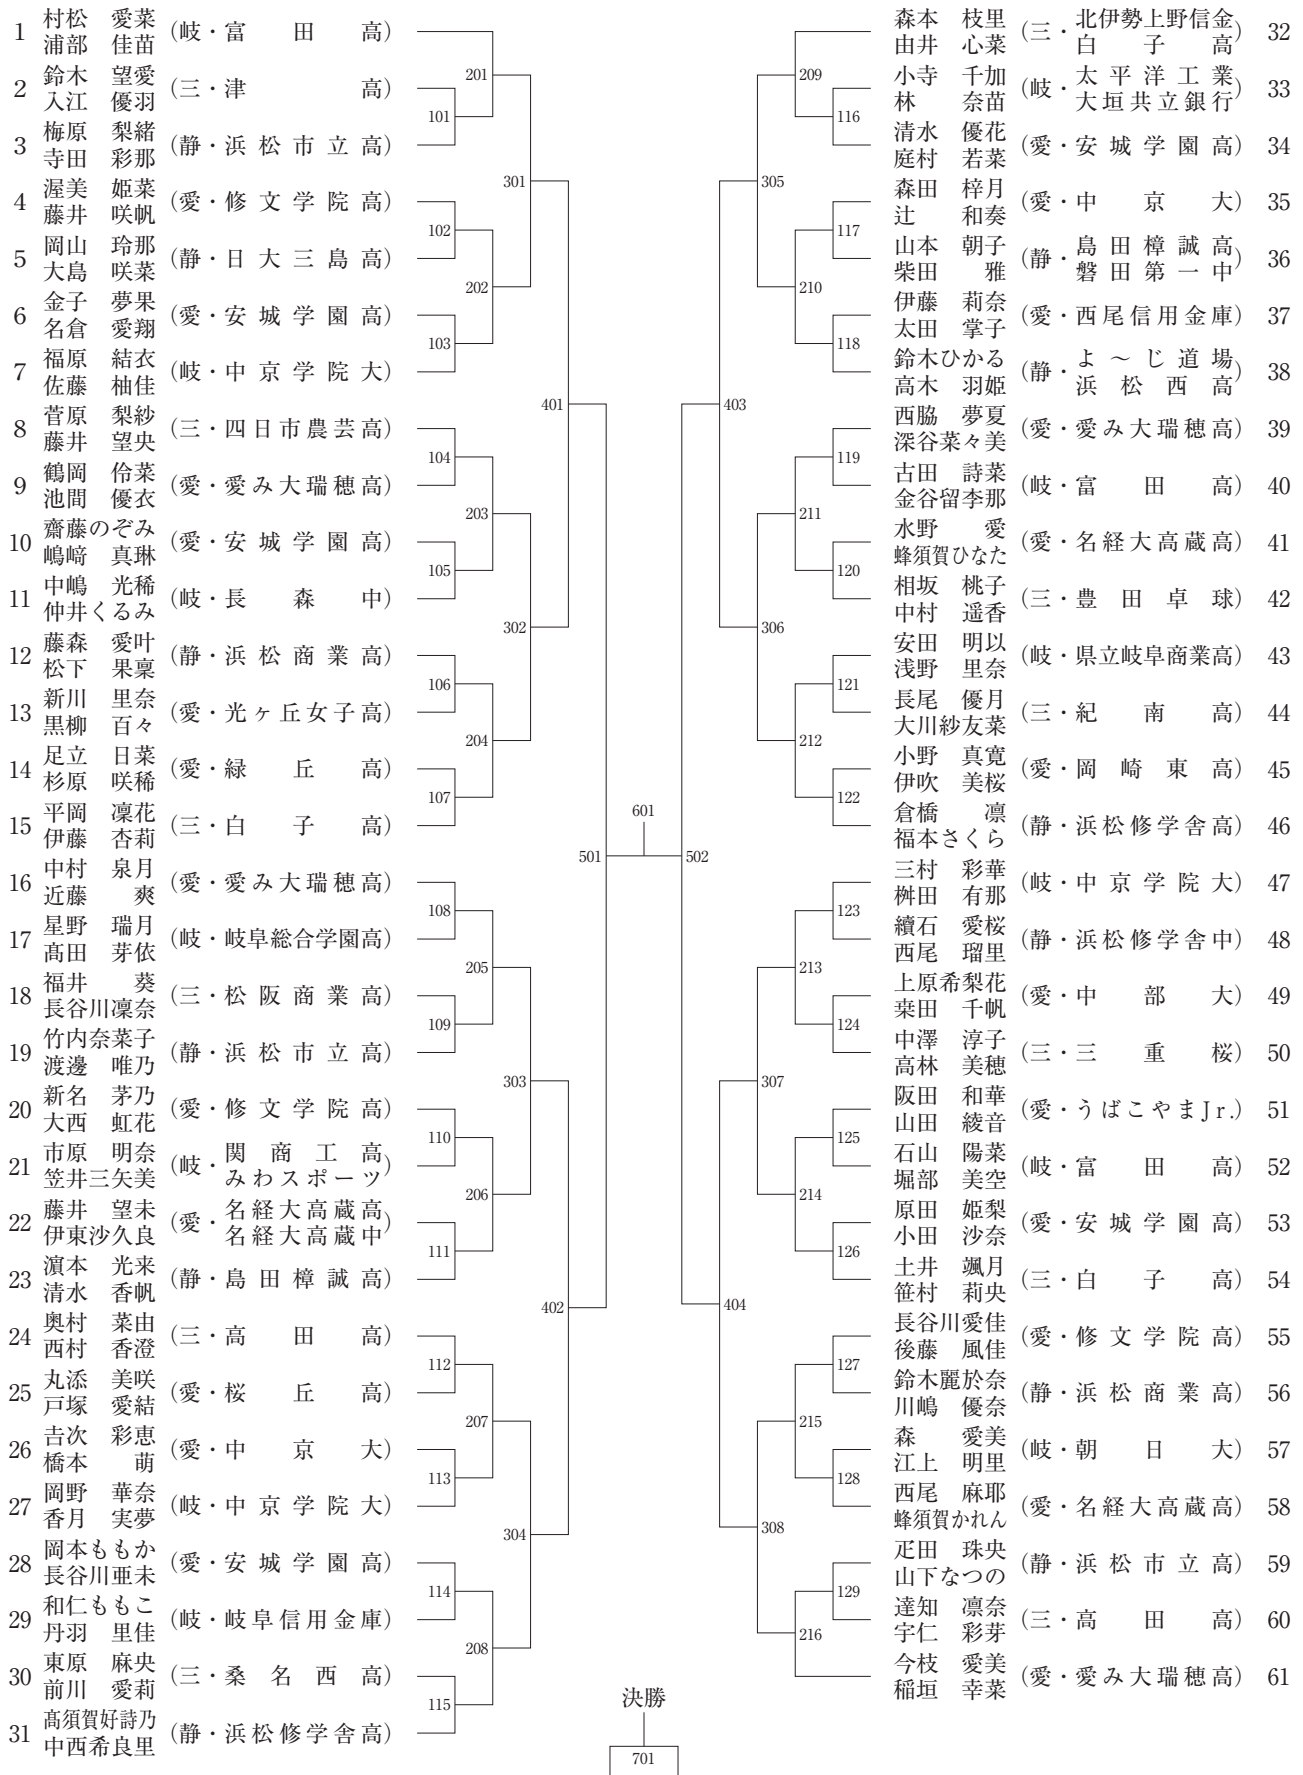 1 村松 愛菜 浦部 佳苗 (岐・富田高)
2 鈴木 望愛 入江 優羽 (三・津高)
3 梅原 梨緒 寺田 彩那 (静・浜松市立高)
4 渥美 姫菜 藤井 咲帆 (愛・修文学院高)
5 岡山 玲那 大島 咲菜 (静・日大三島高)
6 金子 夢果 名倉 愛翔 (愛・安城学園高)
7 福原 結衣 佐藤 柚佳 (岐・中京学院大)
8 菅原 梨紗 藤井 望央 (三・四日市農芸高)
9 鶴岡 伶菜 池間 優衣 (愛・愛み大瑞穂高)
10 齋藤のぞみ 嶋﨑 真琳 (愛・安城学園高)
11 中嶋 光稀 仲井くるみ (岐・長森中)
12 藤森 愛叶 松下 果稟 (静・浜松商業高)
13 新川 里奈 黒柳 百々 (愛・光ヶ丘女子高)
14 足立 日菜 杉原 咲稀 (愛・緑丘高)
15 平岡 凜花 伊藤 杏莉 (三・白子高)
16 中村 泉月 近藤 爽 (愛・愛み大瑞穂高)
17 星野 瑞月 髙田 芽依 (岐・岐阜総合学園高)
18 福井 葵 長谷川凜奈 (三・松阪商業高)
19 竹内奈菜子 渡邊 唯乃 (静・浜松市立高)
20 新名 茅乃 大西 虹花 (愛・修文学院高)
21 市原 明奈 笠井三矢美 (岐・関商工高 みわスポーツ)
22 藤井 望未 伊東沙久良 (愛・名経大高蔵高 名経大高蔵中)
23 濵本 光来 清水 香帆 (静・島田樟誠高)
24 奥村 菜由 西村 香澄 (三・高田高)
25 丸添 美咲 戸塚 愛結 (愛・桜丘高)
26 𠮷次 彩恵 橋本 萌 (愛・中京大)
27 岡野 華奈 香月 実夢 (岐・中京学院大)
28 岡本ももか 長谷川亜未 (愛・安城学園高)
29 和仁ももこ 丹羽 里佳 (岐・岐阜信用金庫)
30 東原 麻央 前川 愛莉 (三・桑名西高)
31 髙須賀好詩乃 中西希良里 (静・浜松修学舎高)
101
102
103
104
105
106
107
108
109
110
111
112
113
114
115
201
202
203
204
205
206
207
208
301
302
303
304
401
402
501
601
502
403
404
305
306
307
308
209
210
211
212
213
214
215
216
116
117
118
119
120
121
122
123
124
125
126
127
128
129
決勝
701
森本 枝里 由井 心菜 (三・北伊勢上野信金 白子高) 32
小寺 千加 林 奈苗 (岐・太平洋工業 大垣共立銀行) 33
清水 優花 庭村 若菜 (愛・安城学園高) 34
森田 梓月 辻 和奏 (愛・中京大) 35
山本 朝子 柴田 雅 (静・島田樟誠高 磐田第一中) 36
伊藤 莉奈 太田 掌子 (愛・西尾信用金庫) 37
鈴木ひかる 高木 羽姫 (静・よ〜じ道場 浜松西高) 38
西脇 夢夏 深谷菜々美 (愛・愛み大瑞穂高) 39
古田 詩菜 金谷留李那 (岐・富田高) 40
水野 愛 蜂須賀ひなた (愛・名経大高蔵高) 41
相坂 桃子 中村 遥香 (三・豊田卓球) 42
安田 明以 浅野 里奈 (岐・県立岐阜商業高) 43
長尾 優月 大川紗友菜 (三・紀南高) 44
小野 真寛 伊吹 美桜 (愛・岡崎東高) 45
倉橋 凛 福本さくら (静・浜松修学舎高) 46
三村 彩華 桝田 有那 (岐・中京学院大) 47
續石 愛桜 西尾 瑠里 (静・浜松修学舎中) 48
上原希梨花 桒田 千帆 (愛・中部大) 49
中澤 淳子 高林 美穂 (三・三重桜) 50
阪田 和華 山田 綾音 (愛・うばこやまJr.) 51
石山 陽菜 堀部 美空 (岐・富田高) 52
原田 姫梨 小田 沙奈 (愛・安城学園高) 53
土井 颯月 笹村 莉央 (三・白子高) 54
長谷川愛佳 後藤 風佳 (愛・修文学院高) 55
鈴木麗於奈 川嶋 優奈 (静・浜松商業高) 56
森 愛美 江上 明里 (岐・朝日大) 57
西尾 麻耶 蜂須賀かれん (愛・名経大高蔵高) 58
疋田 珠央 山下なつの (静・浜松市立高) 59
達知 凛奈 宇仁 彩芽 (三・高田高) 60
今枝 愛美 稲垣 幸菜 (愛・愛み大瑞穂高) 61